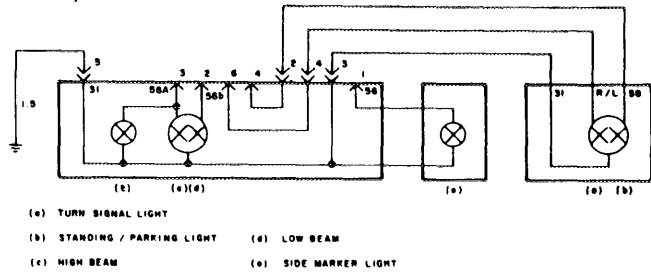 5 3 2 6 4 2 4 3 1
31 56A 56b 58 31 R/L 58
1.5
(b) (c)(d) (e) (a) (b)
(a) TURN SIGNAL LIGHT
(b) STANDING / PARKING LIGHT (d) LOW BEAM
(c) HIGH BEAM (e) SIDE MARKER LIGHT